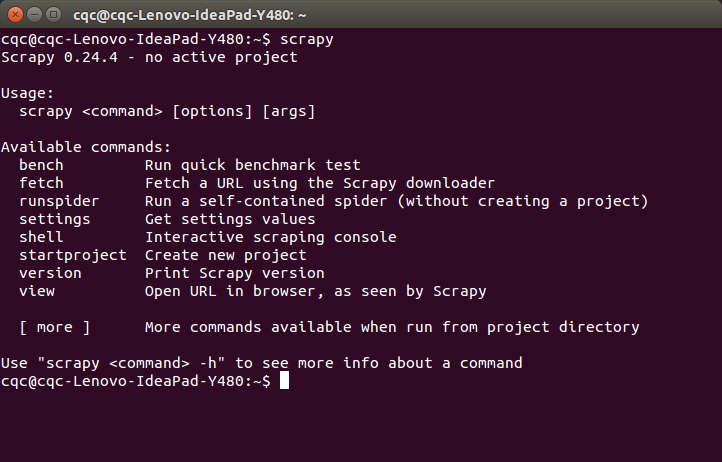 cqc@cqc-Lenovo-IdeaPad-Y480: ~
cqc@cqc-Lenovo-IdeaPad-Y480:~$ scrapy
Scrapy 0.24.4 - no active project
Usage:
  scrapy <command> [options] [args]
Available commands:
  bench         Run quick benchmark test
  fetch         Fetch a URL using the Scrapy downloader
  runspider     Run a self-contained spider (without creating a project)
  settings      Get settings values
  shell         Interactive scraping console
  startproject  Create new project
  version       Print Scrapy version
  view          Open URL in browser, as seen by Scrapy
  [ more ]      More commands available when run from project directory
Use "scrapy <command> -h" to see more info about a command
cqc@cqc-Lenovo-IdeaPad-Y480:~$